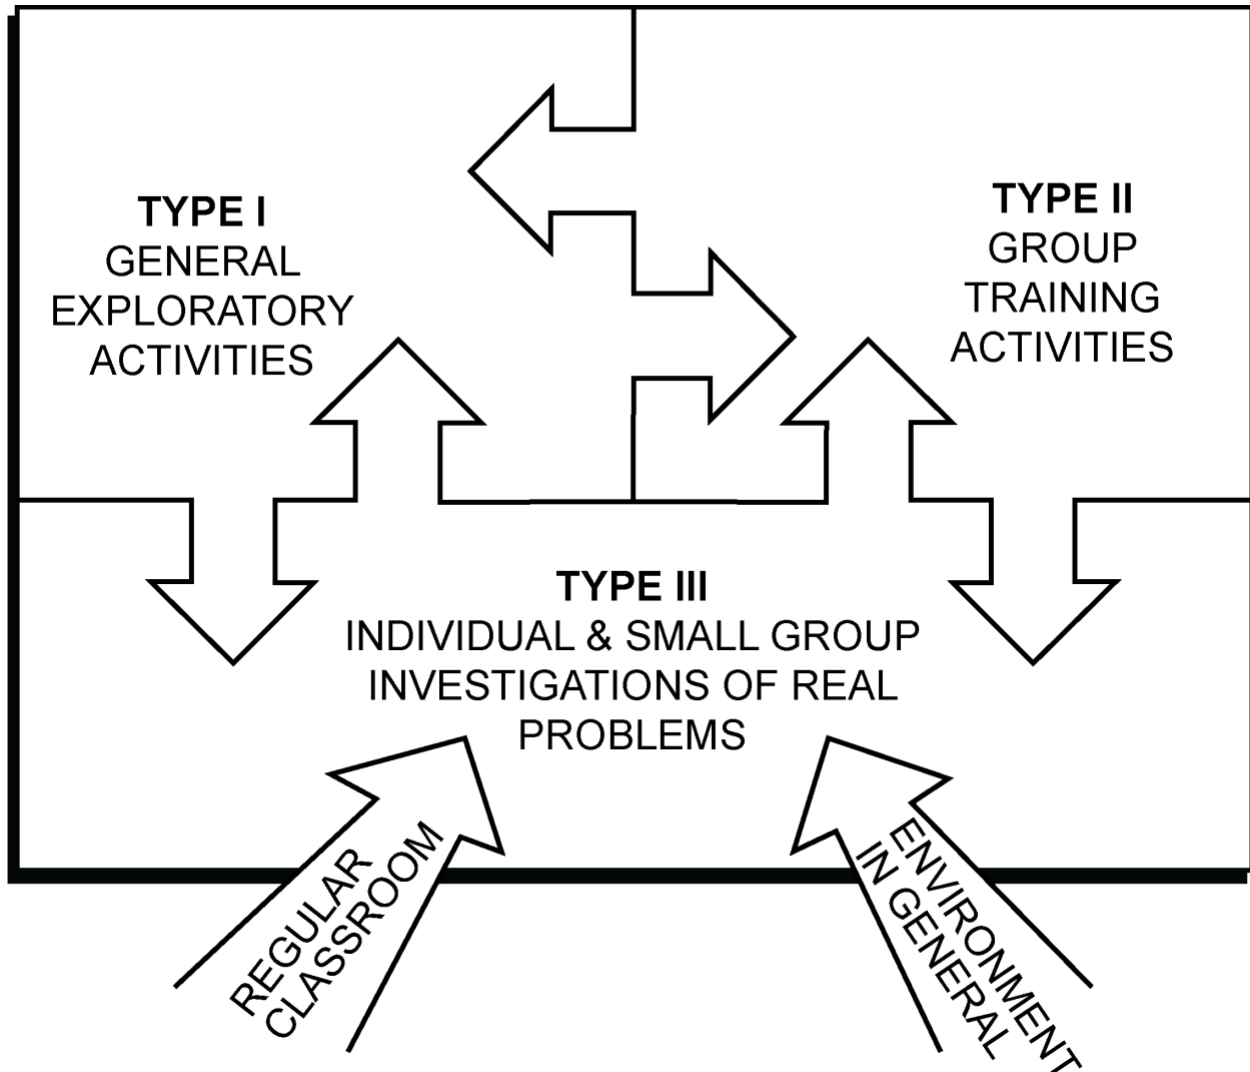 TYPE I
GENERAL
EXPLORATORY
ACTIVITIES
TYPE II
GROUP
TRAINING
ACTIVITIES
TYPE III
INDIVIDUAL & SMALL GROUP
INVESTIGATIONS OF REAL
PROBLEMS
REGULAR
CLASSROOM
ENVIRONMENT
IN GENERAL